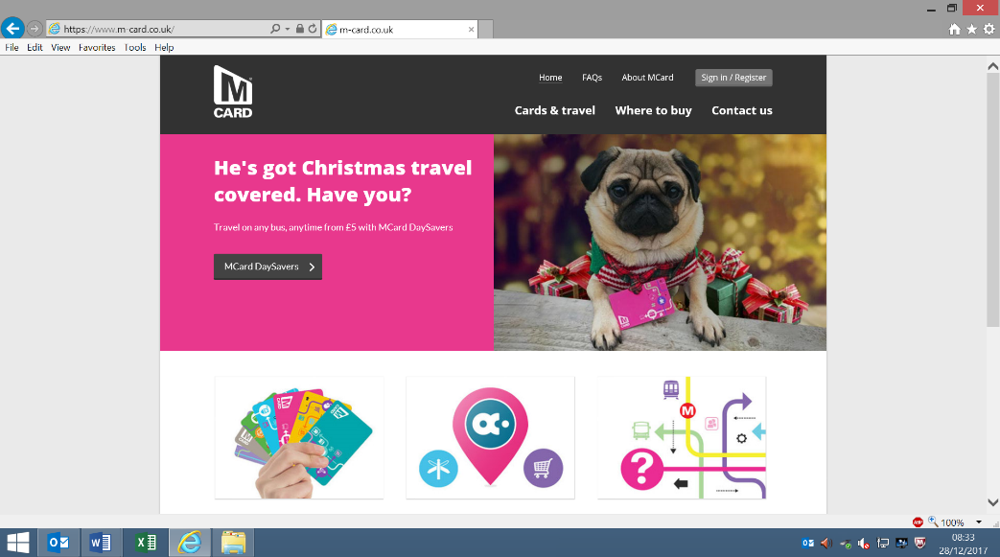 https://www.m-card.co.uk/
m-card.co.uk
File Edit View Favorites Tools Help
M
CARD
Home FAQs About MCard Sign in / Register
Cards & travel Where to buy Contact us
He's got Christmas travel
covered. Have you?
Travel on any bus, anytime from £5 with MCard DaySavers
MCard DaySavers
M
CARD
M
?
ABP
100%
08:33
28/12/2017